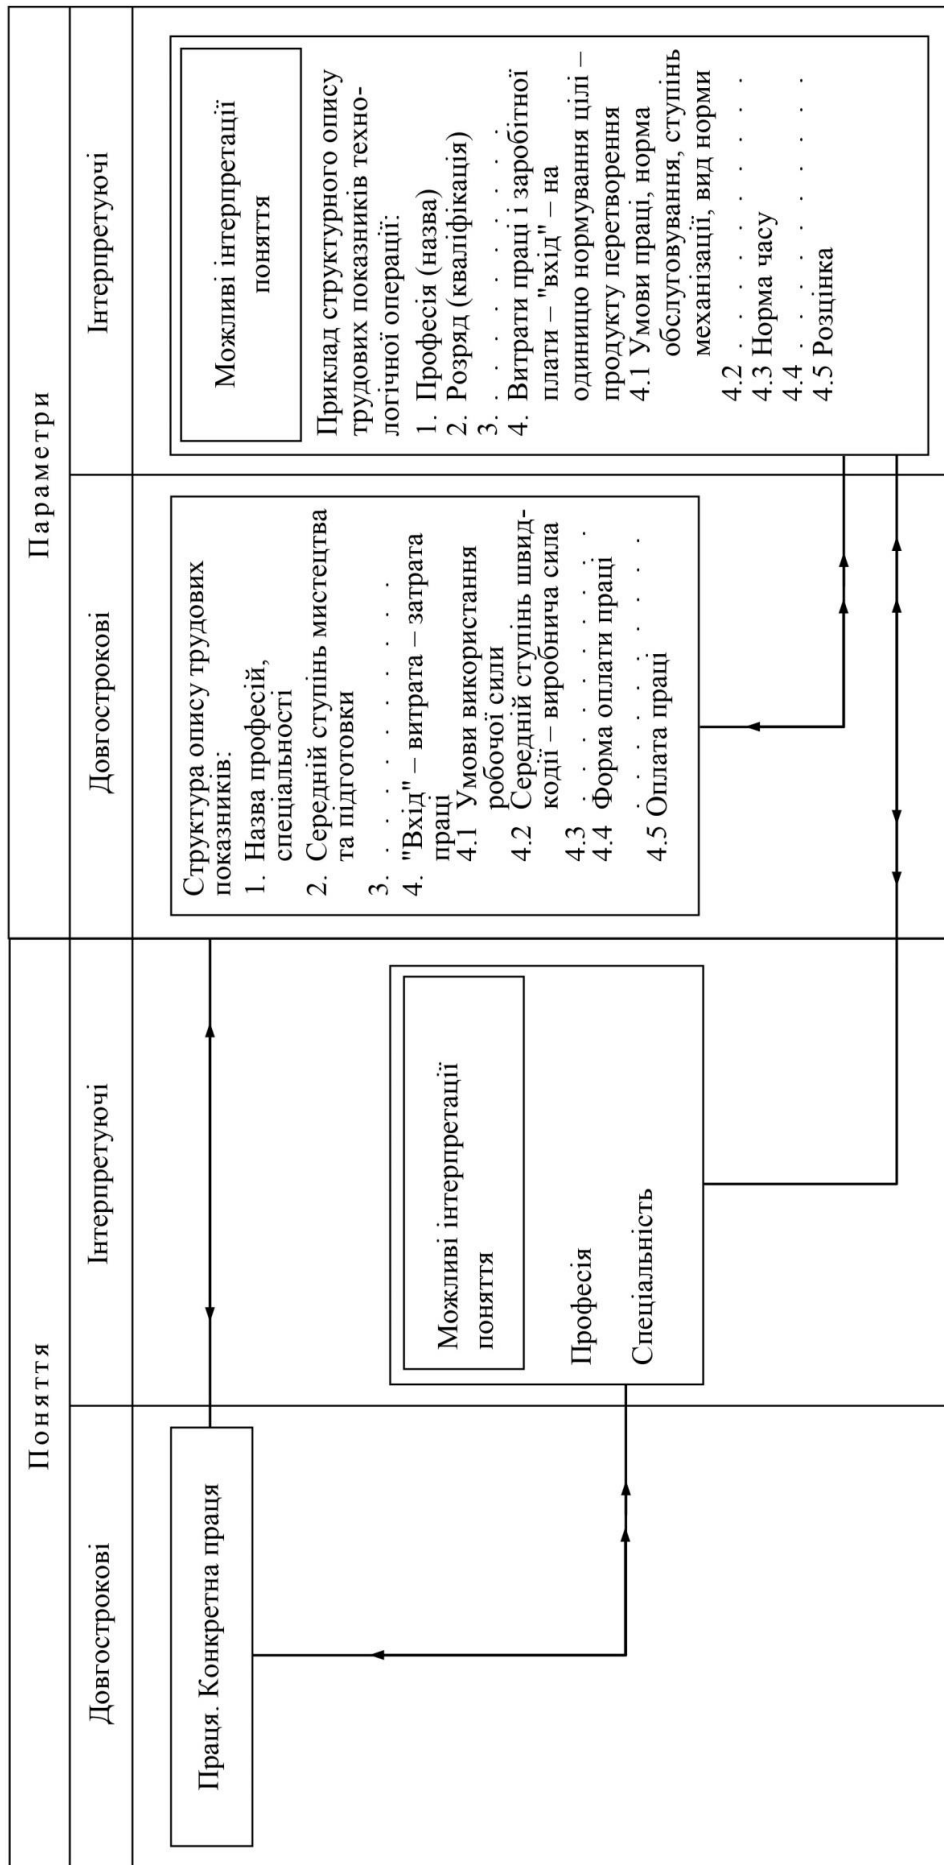 Поняття
Параметри
Довгострокові
Інтерпретуючі
Довгострокові
Інтерпретуючі
Праця. Конкретна праця
Можливі інтерпретації
поняття
Професія
Спеціальність
Структура опису трудових
показників:
1. Назва професій,
спеціальності
2. Середній ступінь мистецтва
та підготовки
3. . . . . . . . . .
4. "Вхід" – витрата – затрата
праці
4.1 Умови використання
робочої сили
4.2 Середній ступінь швид-
кодії – виробнича сила
4.3 . . . . . . . . .
4.4 Форма оплати праці
. . . . . . . . .
4.5 Оплата праці
Можливі інтерпретації
поняття
Приклад структурного опису
трудових показників техно-
логічної операції:
1. Професія (назва)
2. Розряд (кваліфікація)
3. . . . . . . . . . .
4. Витрати праці і заробітної
плати – "вхід" – на
одиницю нормування цілі –
продукту перетворення
4.1 Умови праці, норма
обслуговування, ступінь
механізації, вид норми
4.2 . . . . . . . . .
4.3 Норма часу
4.4 . . . . . . . . .
4.5 Розцінка